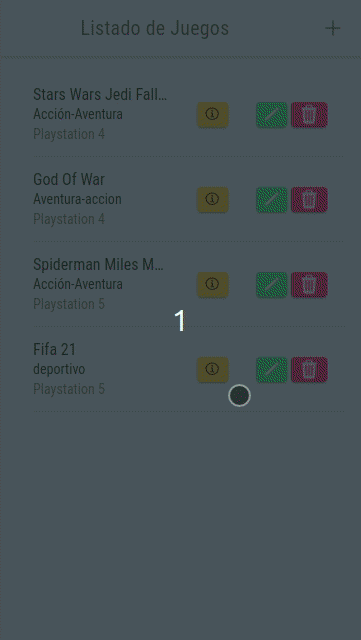 Listado de Juegos
Stars Wars Jedi Fall...
Acción-Aventura
Playstation 4
God Of War
Aventura-accion
Playstation 4
Spiderman Miles M...
Acción-Aventura
Playstation 5
1
Fifa 21
deportivo
Playstation 5